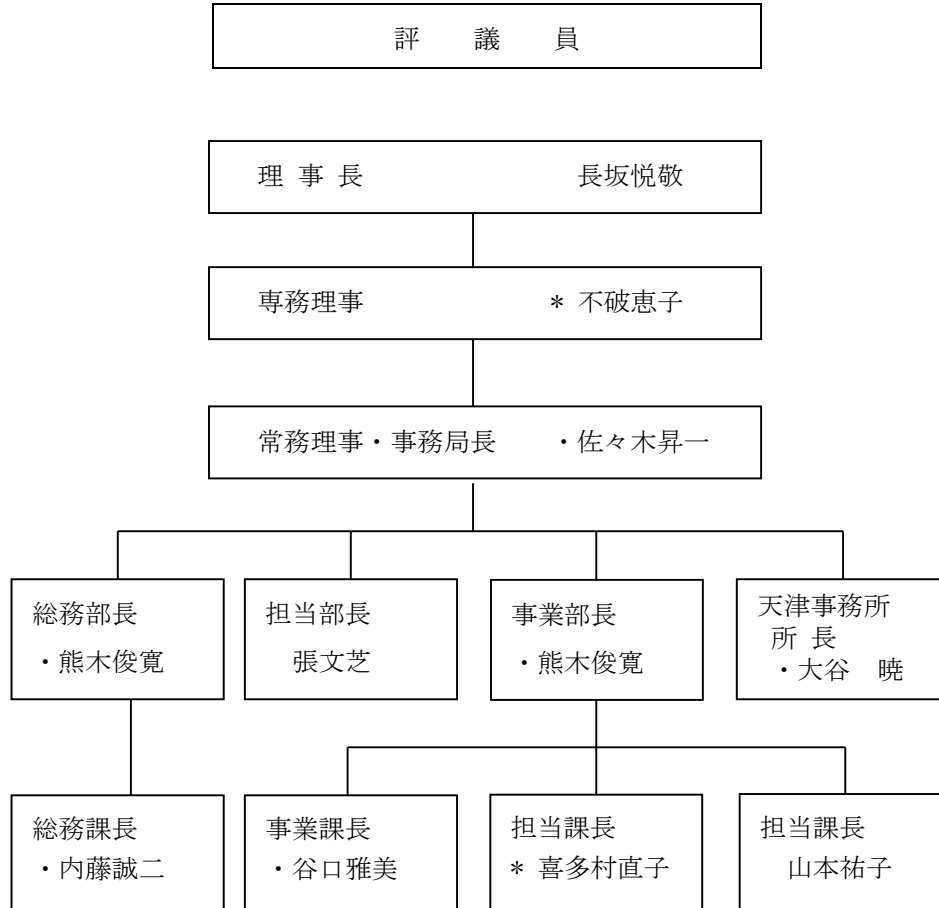 評　議　員
理 事 長　長坂悦敬
専務理事　* 不破恵子
常務理事・事務局長　・佐々木昇一
総務部長
・熊木俊寛
担当部長
張文芝
事業部長
・熊木俊寛
天津事務所
所 長
・大谷　暁
総務課長
・内藤誠二
事業課長
・谷口雅美
担当課長
* 喜多村直子
担当課長
山本祐子